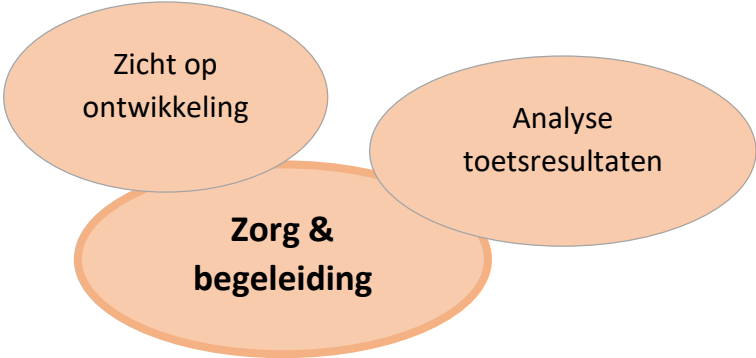 Zicht op
ontwikkeling
Analyse
toetsresultaten
Zorg &
begeleiding